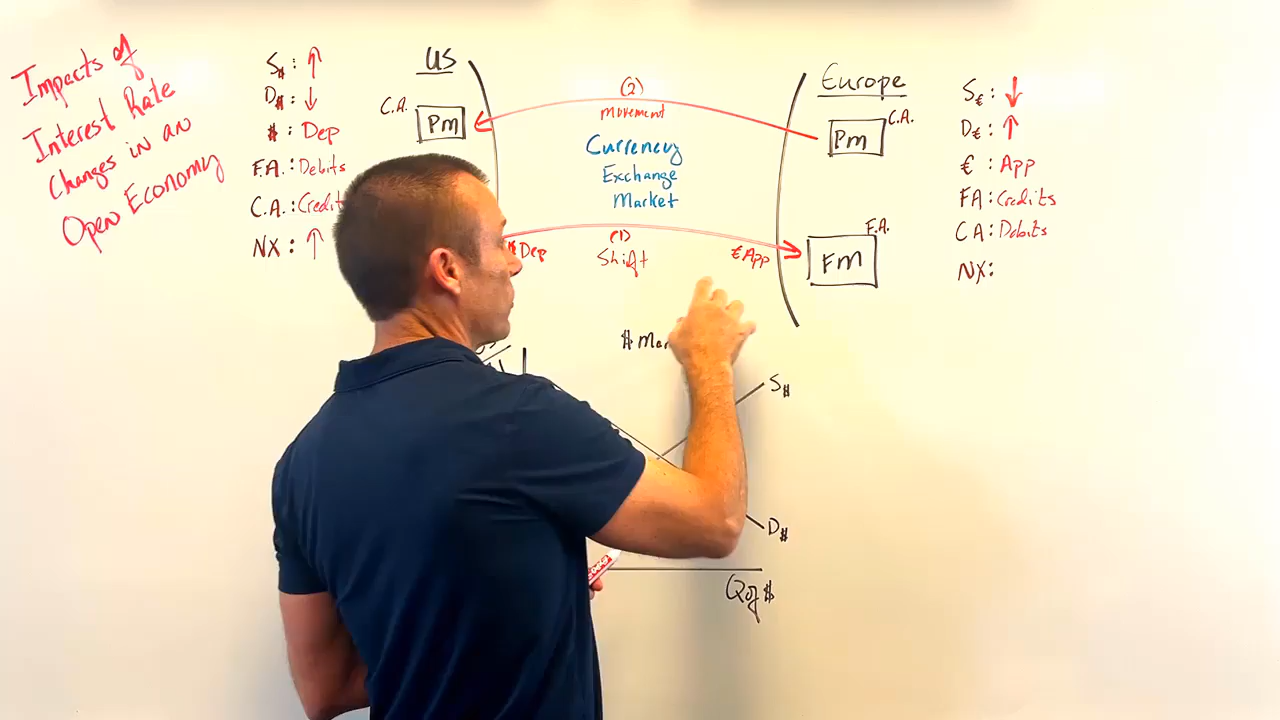 Impacts of
Interest Rate
Changes in an
Open Economy
S$: ↑
D$: ↓
$: Dep
F.A.: Debits
C.A.: Credit
NX: ↑
US
C.A.
Pm
(2)
movement
Currency
Exchange
Market
(1)
Shift
$ Dep
€ App
Europe
Pm
C.A.
F.A.
Fm
S€: ↓
D€: ↑
€: App
FA: Credits
CA: Debits
NX:
S$
D$
Q of $